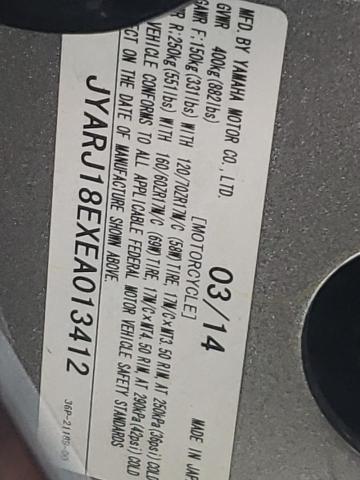 MFD. BY YAMAHA MOTOR CO., LTD. 03/14 MADE IN JAP
GVWR 400kg(882lbs) [MOTORCYCLE]
GAWR F:150kg(331lbs) WITH 120/70ZR17M/C (58W) TIRE, 17M/C×MT3.50 RIM, AT 250kPa(36psi) COLD
R:250kg(551lbs) WITH 160/60ZR17M/C (69W) TIRE, 17M/C×MT4.50 RIM, AT 290kPa(42psi) COLD
VEHICLE CONFORMS TO ALL APPLICABLE FEDERAL MOTOR VEHICLE SAFETY STANDARDS
ON THE DATE OF MANUFACTURE SHOWN ABOVE.
JYARJ18EXEA013412